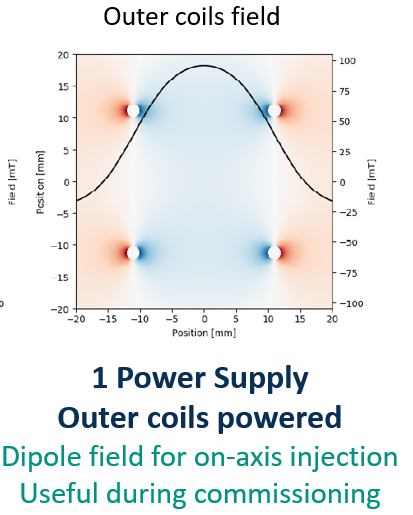 Outer coils field
20
15
10
5
0
−5
−10
−15
−20
100
75
50
25
0
−25
−50
−75
−100
Field [mT]
Position [mm]
Field [mT]
0
−20 −15 −10 −5 0 5 10 15 20
Position [mm]
1 Power Supply
Outer coils powered
Dipole field for on-axis injection
Useful during commissioning